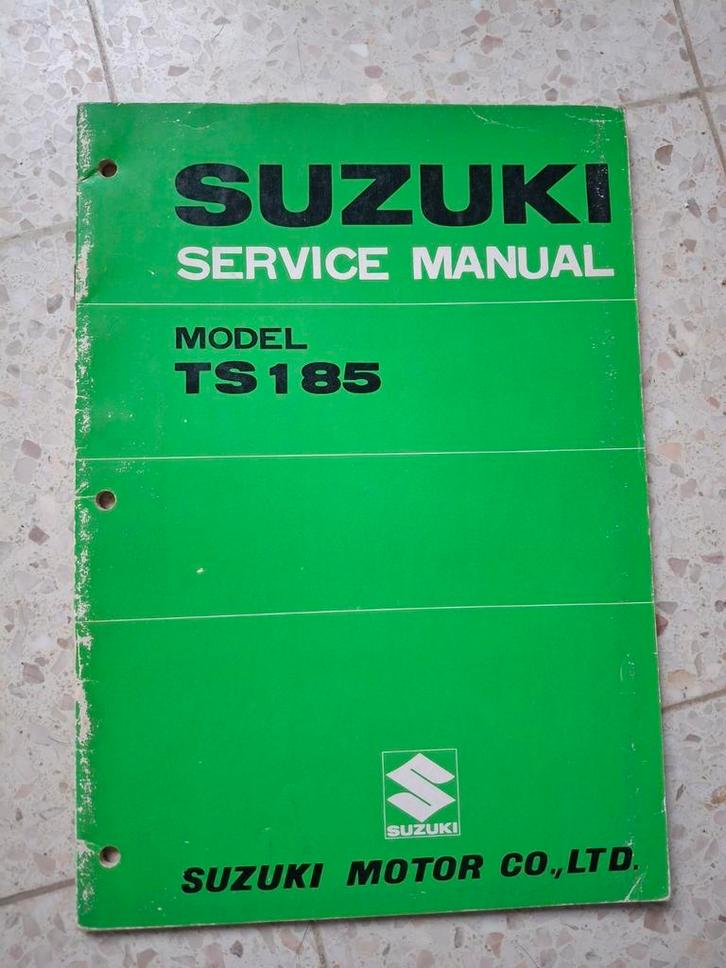 SUZUKI
SERVICE MANUAL
MODEL
TS185
SUZUKI
SUZUKI MOTOR CO.,LTD.